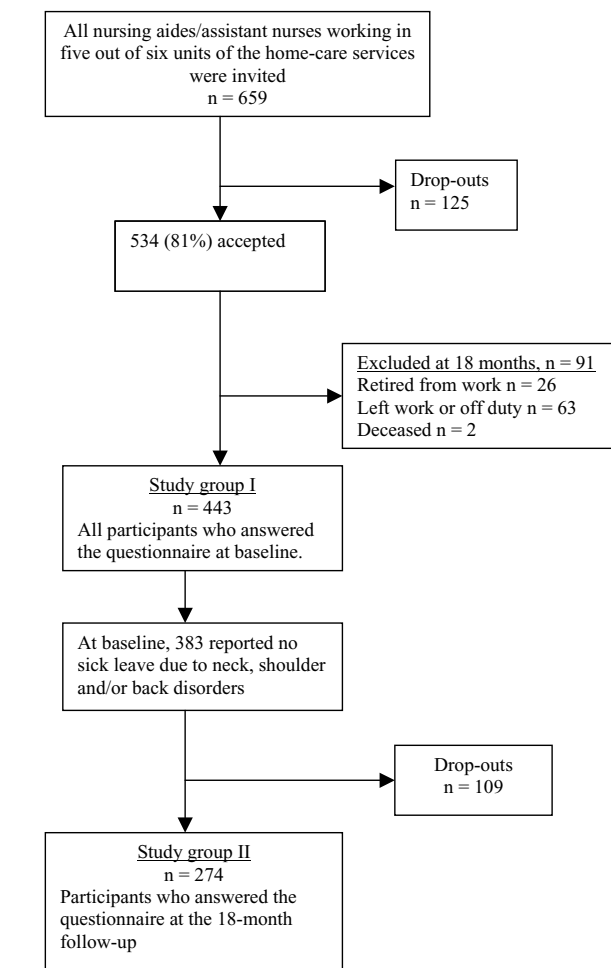 All nursing aides/assistant nurses working in
five out of six units of the home-care services
were invited
n = 659
Drop-outs
n = 125
534 (81%) accepted
Excluded at 18 months, n = 91
Retired from work n = 26
Left work or off duty n = 63
Deceased n = 2
Study group I
n = 443
All participants who answered
the questionnaire at baseline.
At baseline, 383 reported no
sick leave due to neck, shoulder
and/or back disorders
Drop-outs
n = 109
Study group II
n = 274
Participants who answered the
questionnaire at the 18-month
follow-up